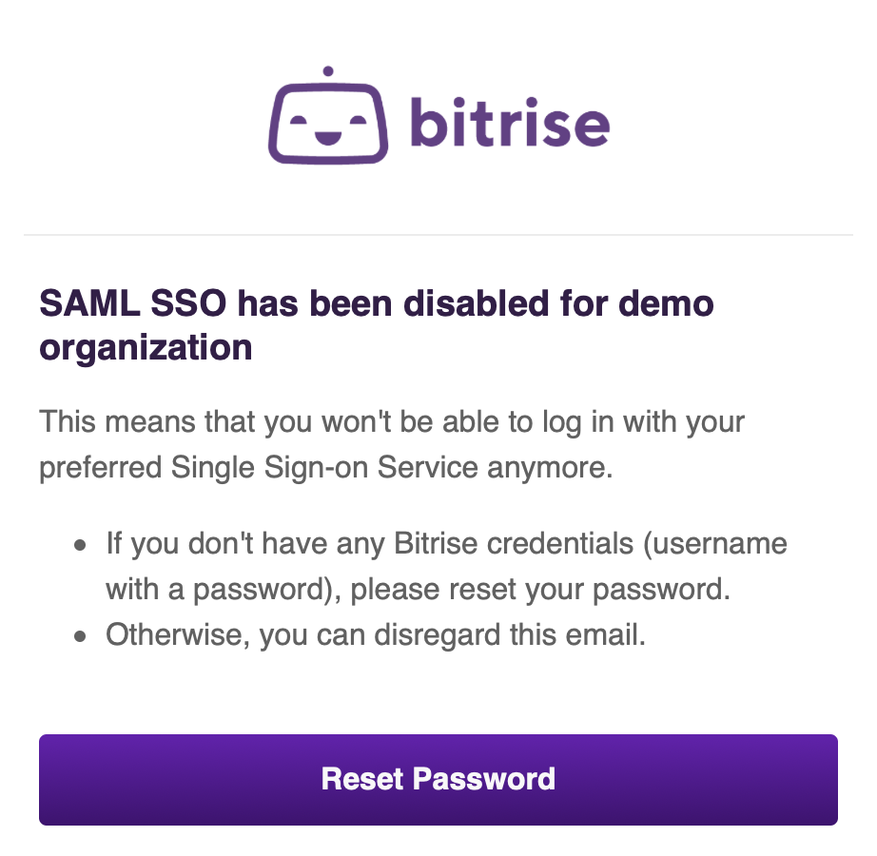 bitrise
SAML SSO has been disabled for demo
organization
This means that you won't be able to log in with your
preferred Single Sign-on Service anymore.
• If you don't have any Bitrise credentials (username
with a password), please reset your password.
• Otherwise, you can disregard this email.
Reset Password